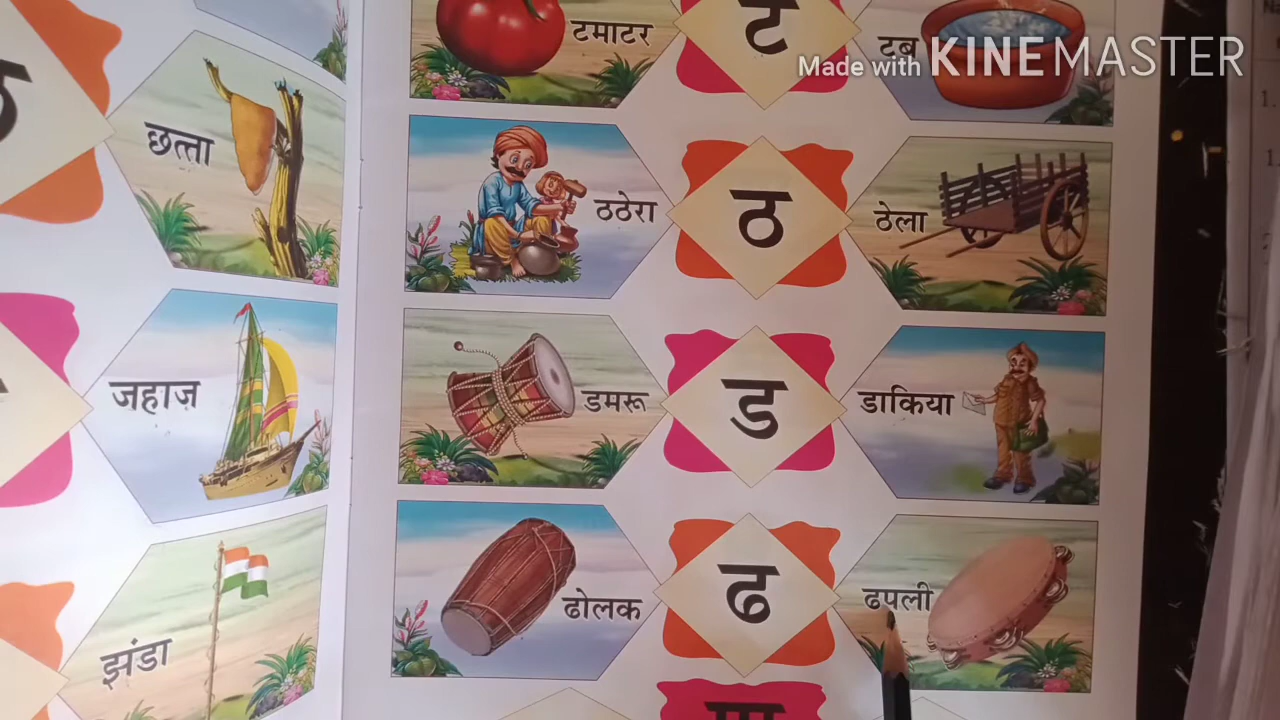 छत्ता
जहाज़
झंडा
टमाटर ट टब
Made with KINEMASTER
ठठेरा ठ ठेला
डमरू ड डाकिया
ढोलक ढ ढपली